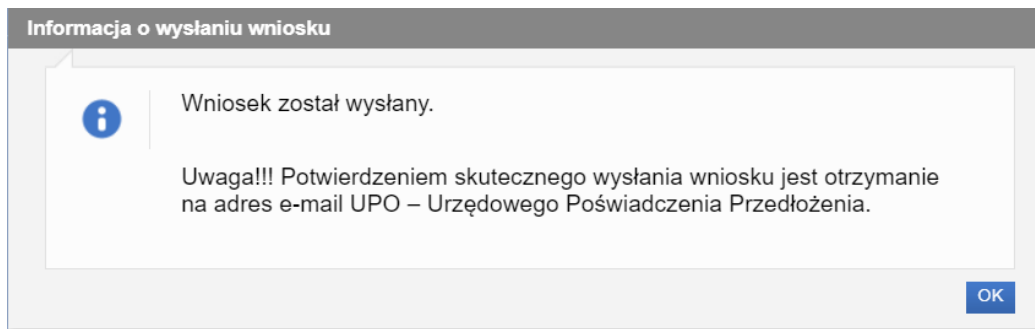 Informacja o wysłaniu wniosku
Wniosek został wysłany.
Uwaga!!! Potwierdzeniem skutecznego wysłania wniosku jest otrzymanie
na adres e-mail UPO – Urzędowego Poświadczenia Przedłożenia.
OK